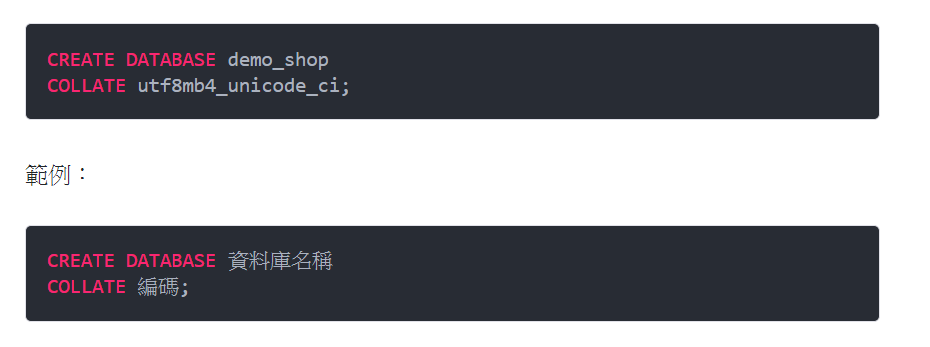 CREATE DATABASE demo_shop
COLLATE utf8mb4_unicode_ci;
範例：
CREATE DATABASE 資料庫名稱
COLLATE 編碼;